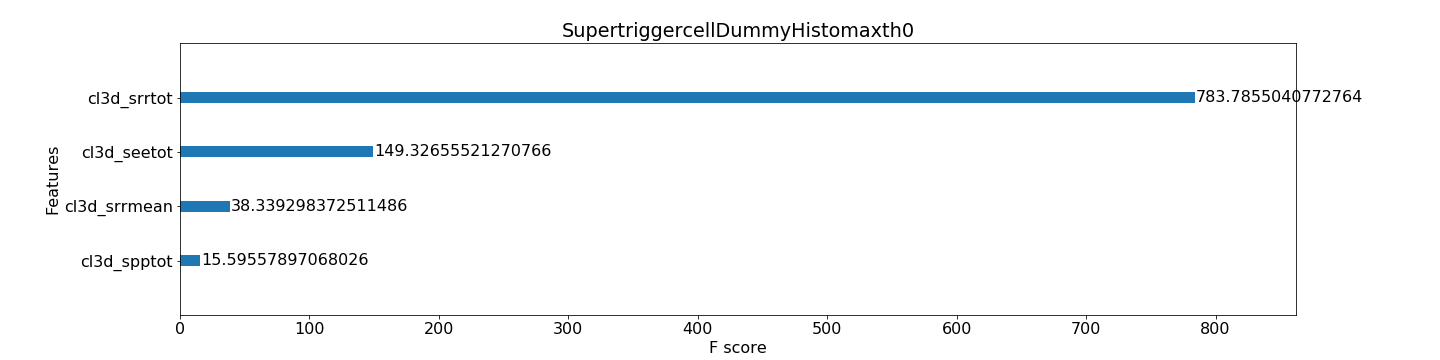 SupertriggercellDummyHistomaxth0
cl3d_srrtot
783.7855040772764
cl3d_seetot
149.32655521270766
cl3d_srrmean
38.339298372511486
cl3d_spptot
15.59557897068026
Features
0 100 200 300 400 500 600 700 800
F score